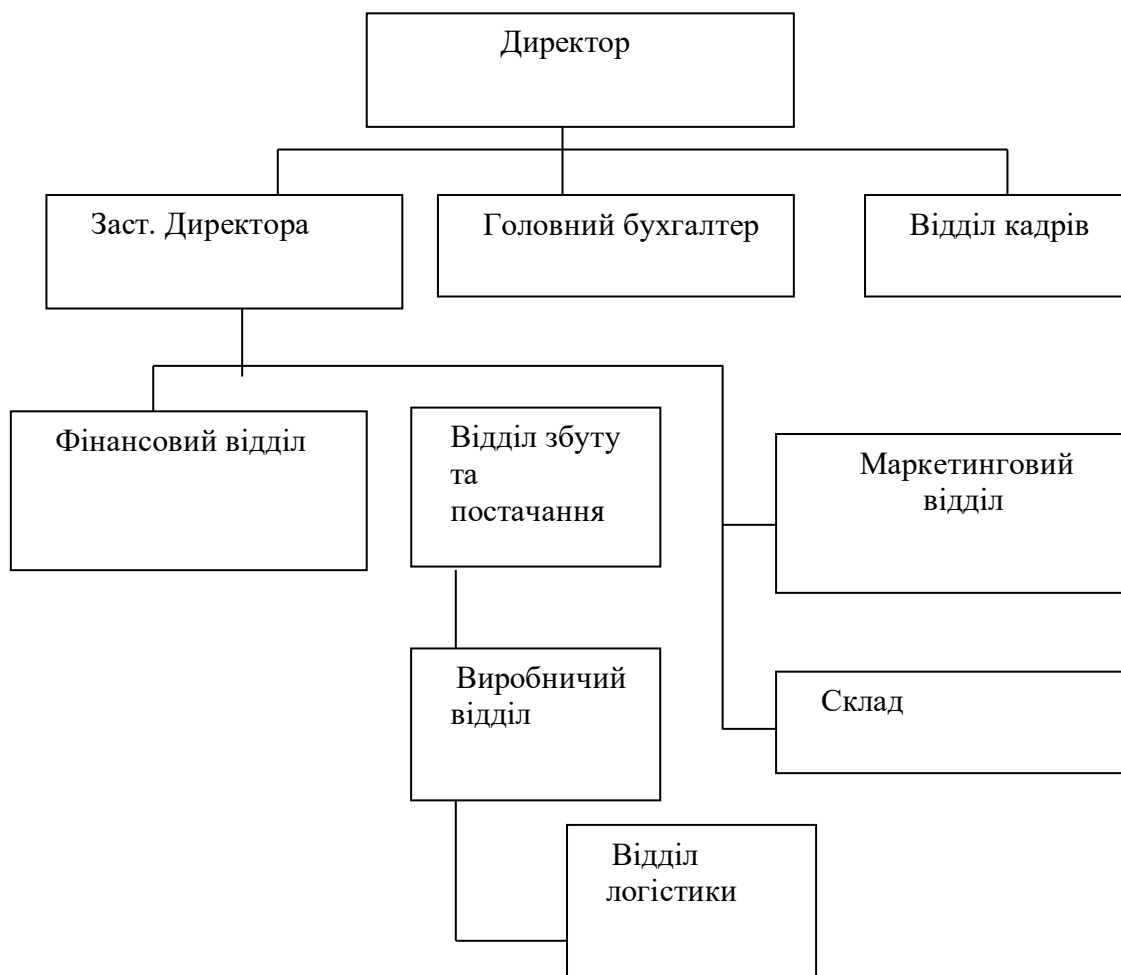 Директор
Заст. Директора
Головний бухгалтер
Відділ кадрів
Фінансовий відділ
Відділ збуту
та
постачання
Маркетинговий
відділ
Виробничий
відділ
Склад
Відділ
логістики